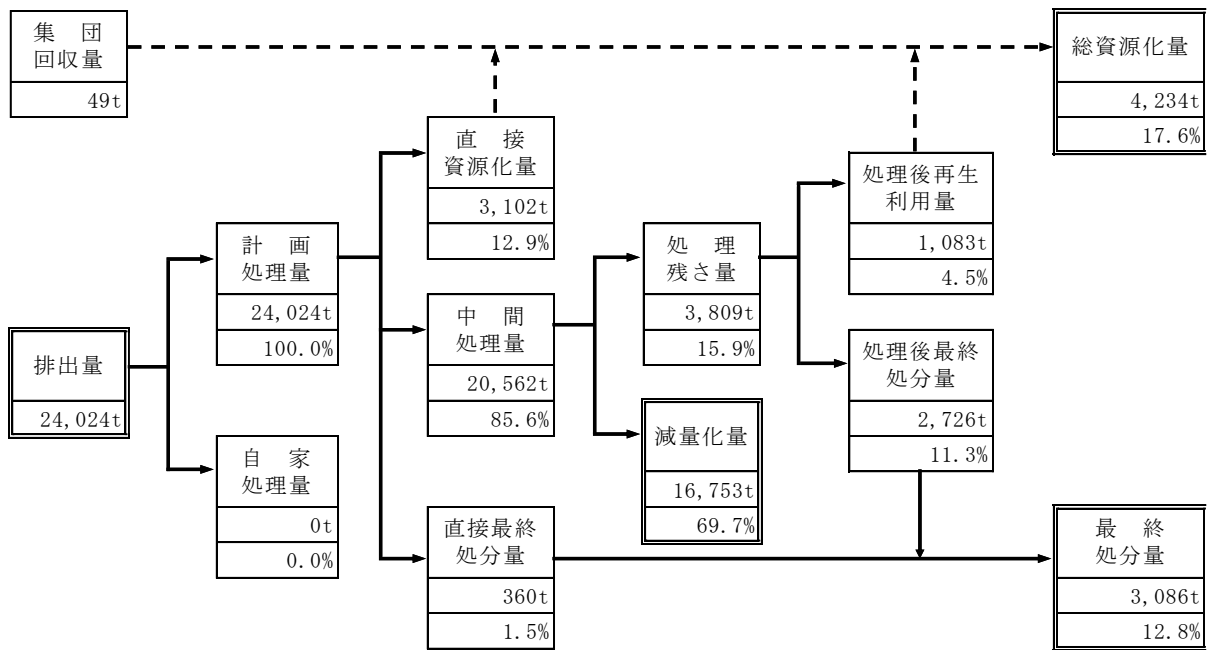 集 団
回収量
49t
総資源化量
4,234t
17.6%
直 接
資源化量
3,102t
12.9%
処理後再生
利用量
1,083t
4.5%
計 画
処理量
24,024t
100.0%
処 理
残さ量
3,809t
15.9%
中 間
処理量
20,562t
85.6%
排出量
24,024t
処理後最終
処分量
2,726t
11.3%
減量化量
16,753t
69.7%
自 家
処理量
0t
0.0%
直接最終
処分量
360t
1.5%
最 終
処分量
3,086t
12.8%